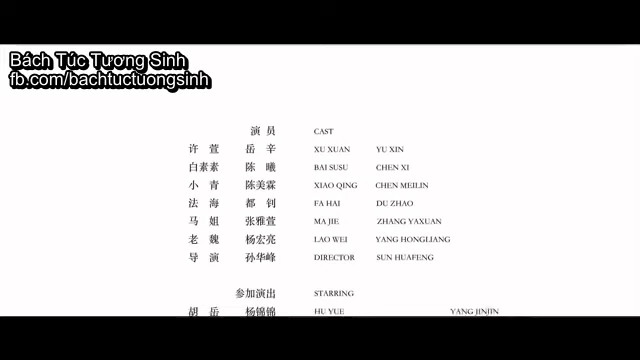 Bách Túc Tương Sinh
fb.com/bachtuctuongsinh
演 员 CAST
许 萱 岳 辛 XU XUAN YU XIN
白素素 陈 曦 BAI SUSU CHEN XI
小 青 陈美霖 XIAO QING CHEN MEILIN
法 海 都 钊 FA HAI DU ZHAO
马 姐 张雅萱 MA JIE ZHANG YAXUAN
老 魏 杨宏亮 LAO WEI YANG HONGLIANG
导 演 孙华峰 DIRECTOR SUN HUAFENG
参加演出 STARRING
胡 岳 杨锦锦 HU YUE YANG JINJIN